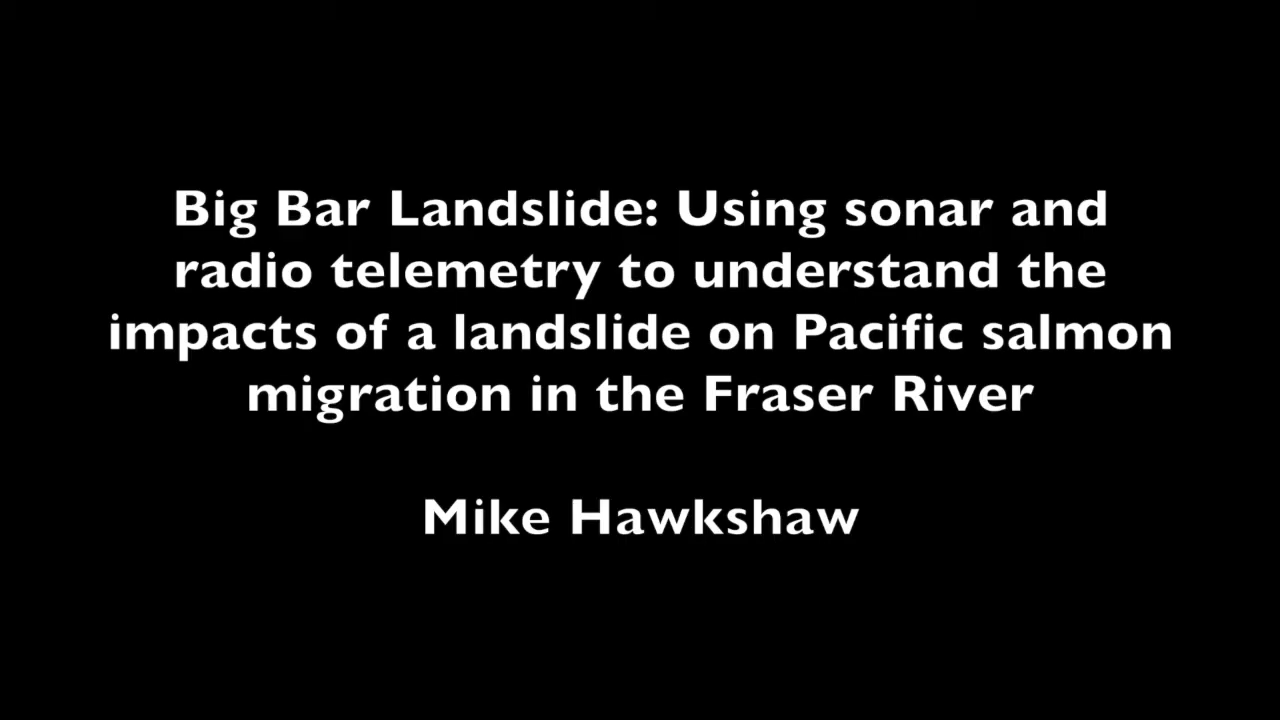 Big Bar Landslide: Using sonar and
radio telemetry to understand the
impacts of a landslide on Pacific salmon
migration in the Fraser River
Mike Hawkshaw